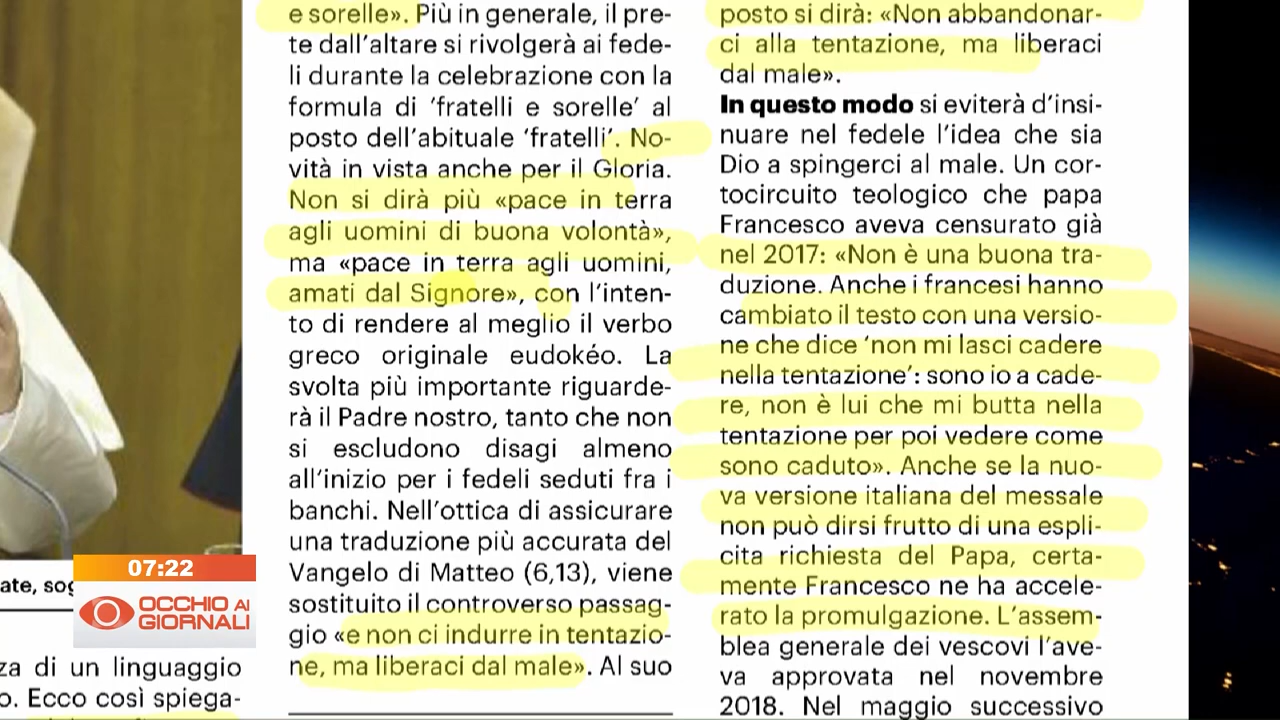 e sorelle». Più in generale, il pre-
te dall'altare si rivolgerà ai fede-
li durante la celebrazione con la
formula di 'fratelli e sorelle' al
posto dell'abituale 'fratelli'. No-
vità in vista anche per il Gloria.
Non si dirà più «pace in terra
agli uomini di buona volontà»,
ma «pace in terra agli uomini,
amati dal Signore», con l'inten-
to di rendere al meglio il verbo
greco originale eudokéo. La
svolta più importante riguarde-
rà il Padre nostro, tanto che non
si escludono disagi almeno
all'inizio per i fedeli seduti fra i
banchi. Nell'ottica di assicurare
una traduzione più accurata del
Vangelo di Matteo (6,13), viene
sostituito il controverso passag-
gio «e non ci indurre in tentazio-
ne, ma liberaci dal male». Al suo
posto si dirà: «Non abbandonar-
ci alla tentazione, ma liberaci
dal male».
In questo modo si eviterà d'insi-
nuare nel fedele l'idea che sia
Dio a spingerci al male. Un cor-
tocircuito teologico che papa
Francesco aveva censurato già
nel 2017: «Non è una buona tra-
duzione. Anche i francesi hanno
cambiato il testo con una versio-
ne che dice 'non mi lasci cadere
nella tentazione': sono io a cade-
re, non è lui che mi butta nella
tentazione per poi vedere come
sono caduto». Anche se la nuo-
va versione italiana del messale
non può dirsi frutto di una espli-
cita richiesta del Papa, certa-
mente Francesco ne ha accele-
rato la promulgazione. L'assem-
blea generale dei vescovi l'ave-
va approvata nel novembre
2018. Nel maggio successivo
07:22
OCCHIO AI
GIORNALI
ate, sog
za di un linguaggio
o. Ecco così spiega-